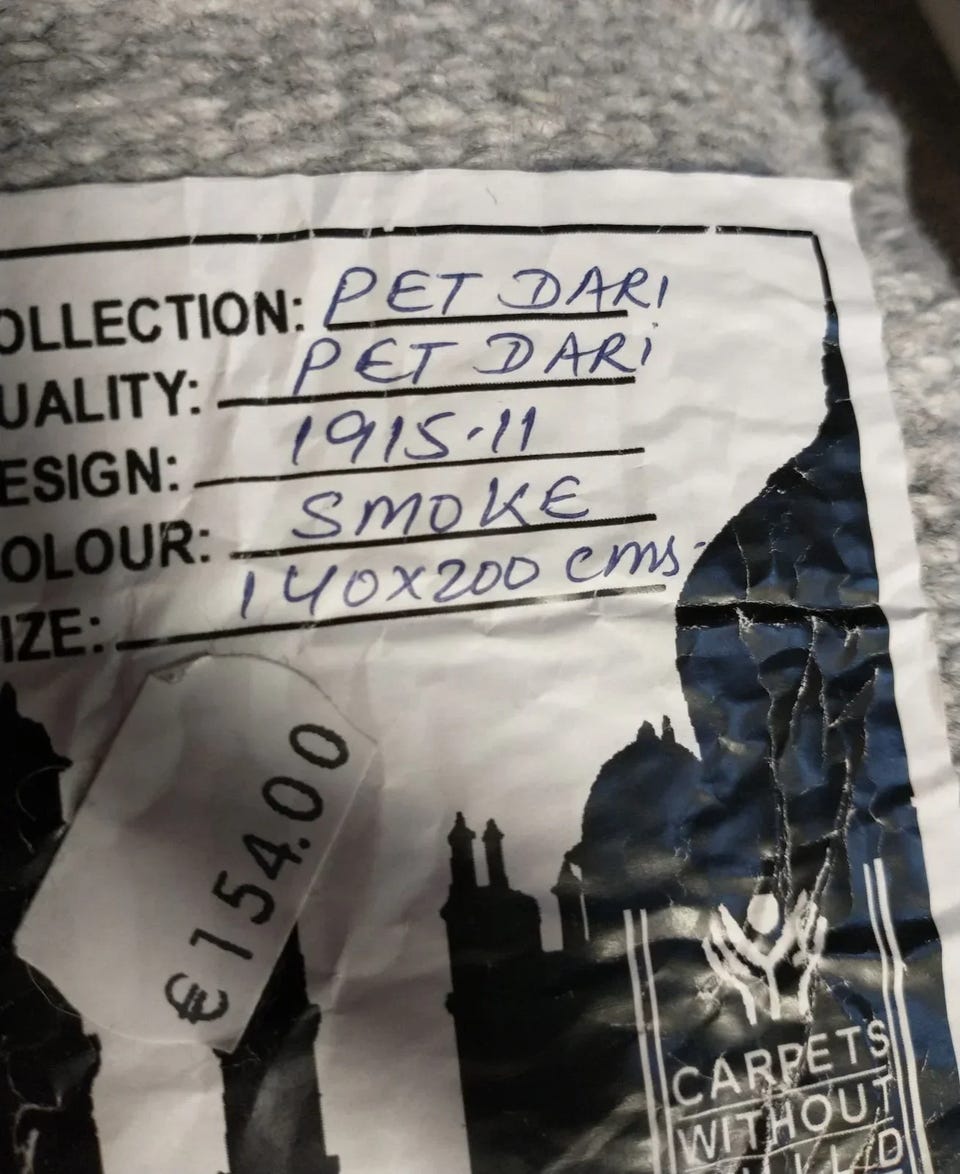 OLLECTION: PET DARI
UALITY: PET DARI
ESIGN: 1915-11
OLOUR: SMOKE
IZE: 140X200 cms
€154.00
CARPETS
WITHOUT